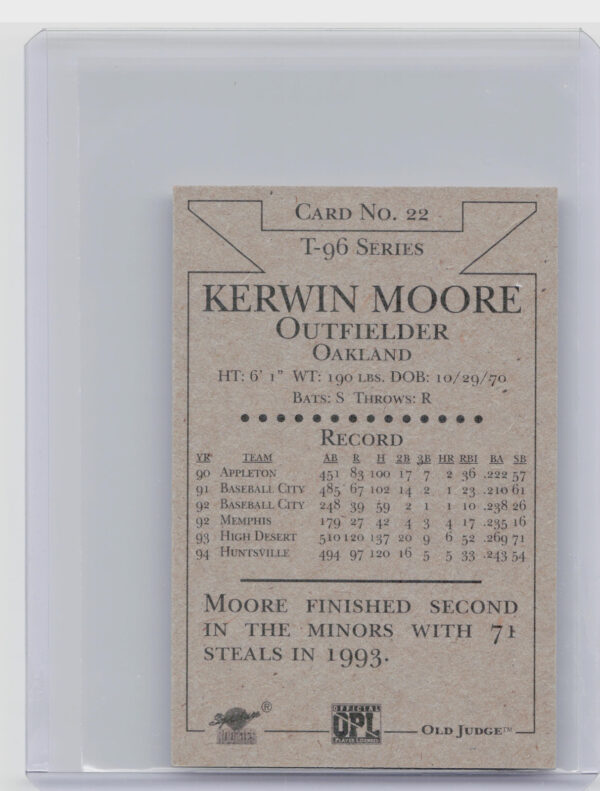 CARD NO. 22
T-96 SERIES
KERWIN MOORE
OUTFIELDER
OAKLAND
HT: 6' 1" WT: 190 LBS. DOB: 10/29/70
BATS: S THROWS: R
RECORD
YR TEAM AB R H 2B 3B HR RBI BA SB
90 APPLETON 451 83 100 17 7 2 36 .222 57
91 BASEBALL CITY 485 67 102 14 2 1 23 .210 61
92 BASEBALL CITY 248 39 59 2 1 1 10 .238 26
92 MEMPHIS 179 27 42 4 3 4 17 .235 16
93 HIGH DESERT 510 120 137 20 9 6 52 .269 71
94 HUNTSVILLE 494 97 120 16 5 5 33 .243 54
MOORE FINISHED SECOND
IN THE MINORS WITH 71
STEALS IN 1993.
Signature ®
OFFICIAL
OPL
PLAYER LICENSED
OLD JUDGE™